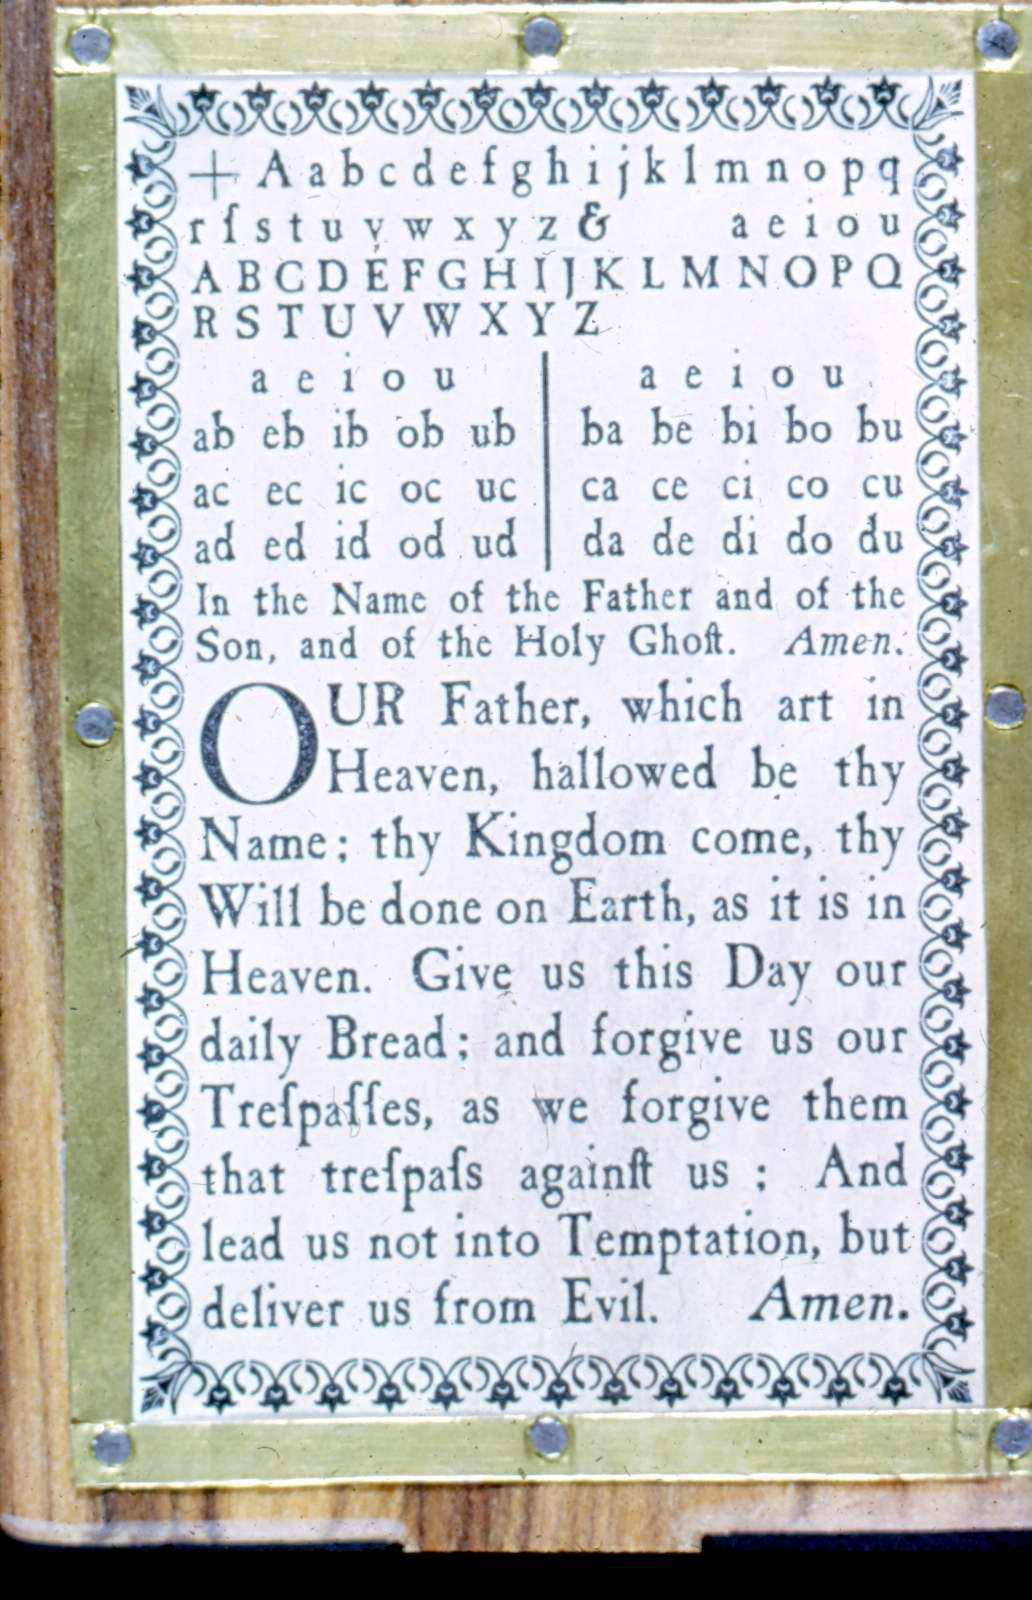 + A a b c d e f g h i j k l m n o p q
r ſ s t u v w x y z & a e i o u
A B C D E F G H I J K L M N O P Q
R S T U V W X Y Z
a e i o u a e i o u
ab eb ib ob ub ba be bi bo bu
ac ec ic oc uc ca ce ci co cu
ad ed id od ud da de di do du
In the Name of the Father and of the
Son, and of the Holy Ghoſt. Amen.
OUR Father, which art in
Heaven, hallowed be thy
Name; thy Kingdom come, thy
Will be done on Earth, as it is in
Heaven. Give us this Day our
daily Bread; and forgive us our
Treſpaſſes, as we forgive them
that treſpaſs againſt us ; And
lead us not into Temptation, but
deliver us from Evil. Amen.